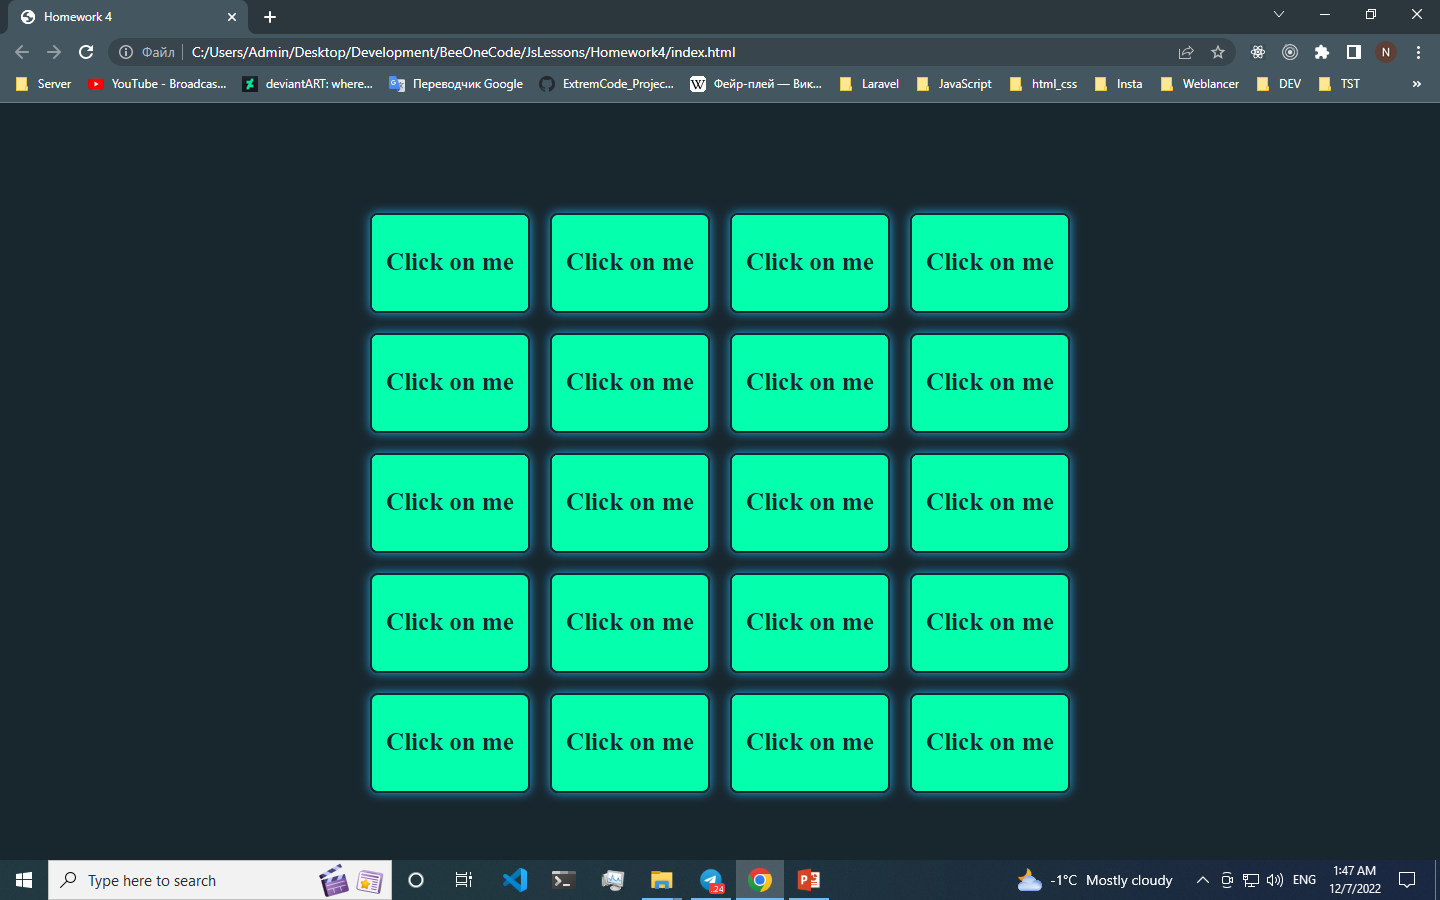 Homework 4
Файл C:/Users/Admin/Desktop/Development/BeeOneCode/JsLessons/Homework4/index.html N
Server YouTube - Broadcas... deviantART: where... Переводчик Google ExtremCode_Projec... W Фейр-плей — Вик... Laravel JavaScript html_css Insta Weblancer DEV TST »
Click on me Click on me Click on me Click on me
Click on me Click on me Click on me Click on me
Click on me Click on me Click on me Click on me
Click on me Click on me Click on me Click on me
Click on me Click on me Click on me Click on me
Type here to search .24 -1°C Mostly cloudy ENG 1:47 AM
12/7/2022